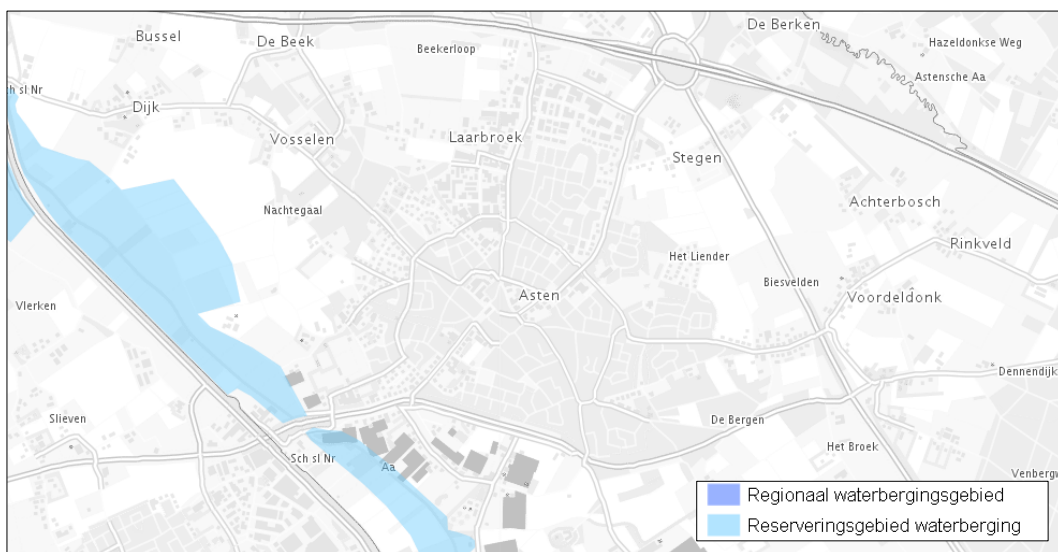 De Berken
Bussel
De Beek
Beekerloop
Hazeldonkse Weg
Astensche Aa
ch sl Nr
Dijk
Vosselen
Laarbroek
Stegen
Achterbosch
Nachtegaal
Rinkveld
Het Liender
Biesvelden
Asten
Voordeldonk
Vlerken
Dennendijk
Slieven
De Bergen
Het Broek
Sch sl Nr
Aa
Venbergw
Regionaal waterbergingsgebied
Reserveringsgebied waterberging